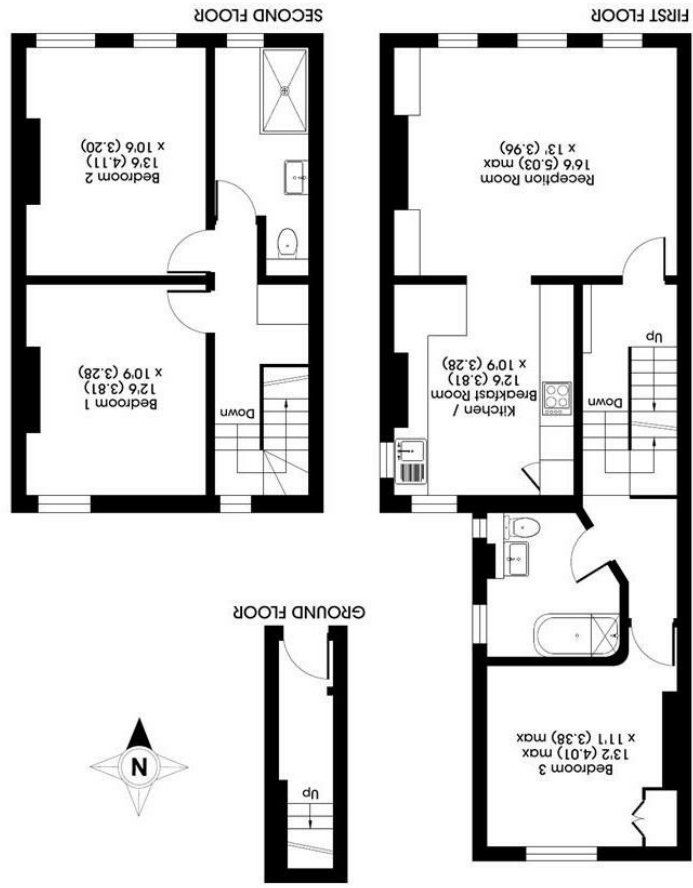 Bedroom 3
13'2 (4.01) max
x 11'1 (3.38) max
Up
N
GROUND FLOOR
Down
Up
Kitchen /
Breakfast Room
12'6 (3.81)
x 10'9 (3.28)
Reception Room
16'6 (5.03) max
x 13' (3.96)
FIRST FLOOR
Down
Bedroom 1
12'6 (3.81)
x 10'9 (3.28)
Bedroom 2
13'6 (4.11)
x 10'6 (3.20)
SECOND FLOOR